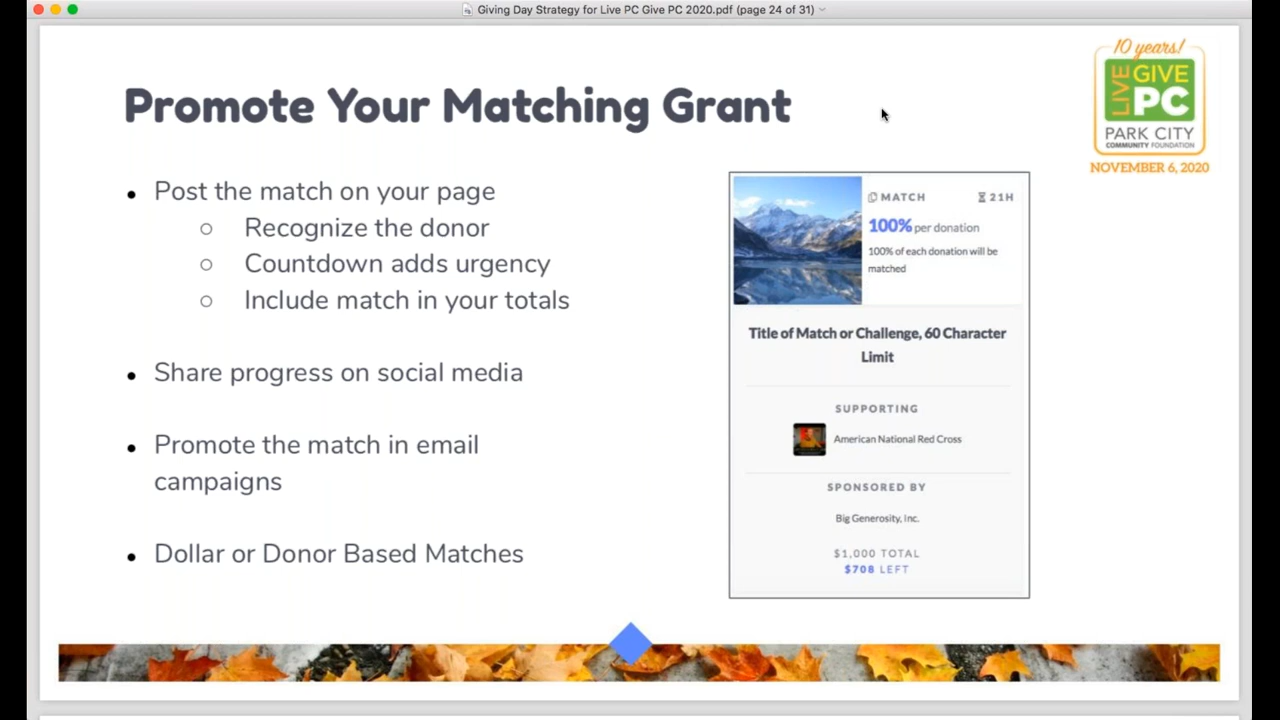 Giving Day Strategy for Live PC Give PC 2020.pdf (page 24 of 31)
10 years!
LIVE
GIVE
PC
PARK CITY
COMMUNITY FOUNDATION
NOVEMBER 6, 2020
Promote Your Matching Grant
• Post the match on your page
○ Recognize the donor
○ Countdown adds urgency
○ Include match in your totals
• Share progress on social media
• Promote the match in email
campaigns
• Dollar or Donor Based Matches
MATCH 21H
100% per donation
100% of each donation will be
matched
Title of Match or Challenge, 60 Character
Limit
SUPPORTING
American National Red Cross
SPONSORED BY
Big Generosity, Inc.
$1,000 TOTAL
$708 LEFT